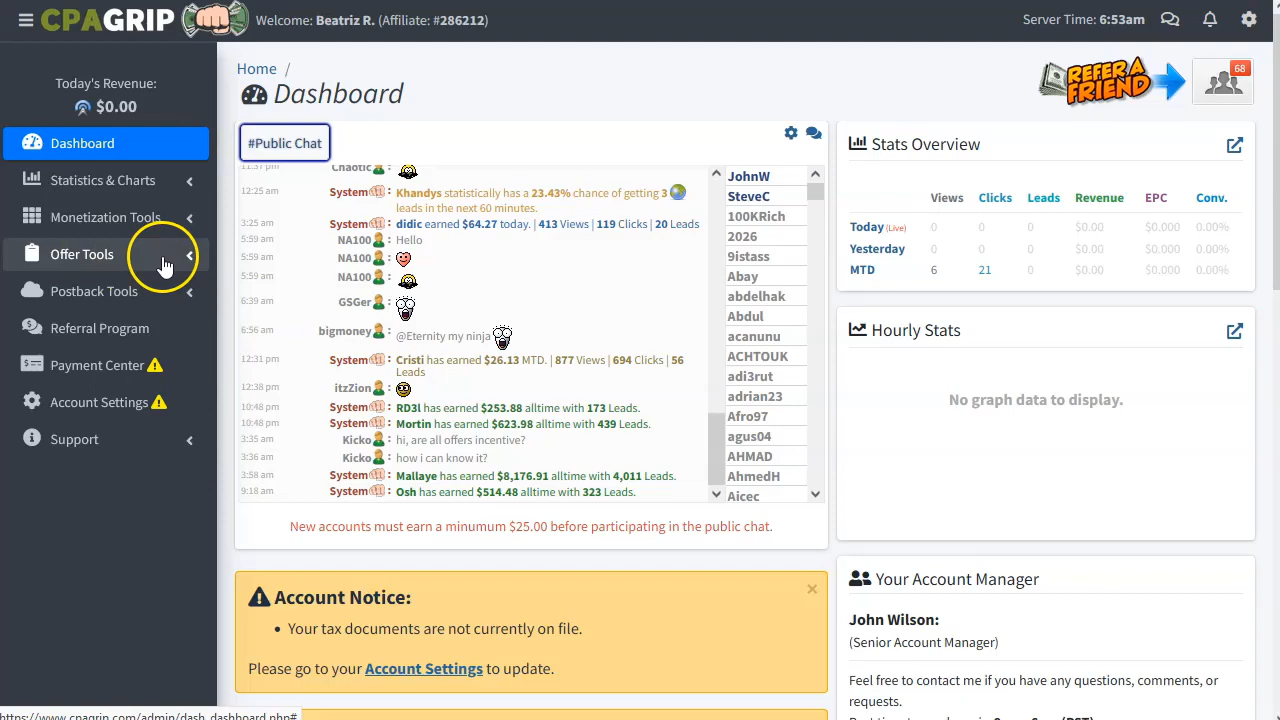 CPAGRIP Welcome: Beatriz R. (Affiliate: #286212) Server Time: 6:53am
Today's Revenue:
$0.00
Dashboard
Statistics & Charts
Monetization Tools
Offer Tools
Postback Tools
Referral Program
Payment Center
Account Settings
Support
Home /
Dashboard
REFER A FRIEND
68
#Public Chat
11:37 pm Chaotic :
12:25 am System : Khandys statistically has a 23.43% chance of getting 3
leads in the next 60 minutes.
3:25 am System : didic earned $64.27 today. | 413 Views | 119 Clicks | 20 Leads
5:59 am NA100 : Hello
5:59 am NA100 :
5:59 am NA100 :
6:39 am GSGer :
6:56 am bigmoney : @Eternity my ninja
12:31 pm System : Cristi has earned $26.13 MTD. | 877 Views | 694 Clicks | 56
Leads
12:38 pm itzZion :
10:48 pm System : RD3l has earned $253.88 alltime with 173 Leads.
10:48 pm System : Mortin has earned $623.98 alltime with 439 Leads.
3:35 am Kicko : hi, are all offers incentive?
3:36 am Kicko : how i can know it?
3:58 am System : Mallaye has earned $8,176.91 alltime with 4,011 Leads.
9:18 am System : Osh has earned $514.48 alltime with 323 Leads.
JohnW
SteveC
100KRich
2026
9istass
Abay
abdelhak
Abdul
acanunu
ACHTOUK
adi3rut
adrian23
Afro97
agus04
AHMAD
AhmedH
Aicec
New accounts must earn a minumum $25.00 before participating in the public chat.
Account Notice:
×
• Your tax documents are not currently on file.
Please go to your Account Settings to update.
Stats Overview
Views Clicks Leads Revenue EPC Conv.
Today (Live) 0 0 0 $0.00 $0.000 0.00%
Yesterday 0 0 0 $0.00 $0.000 0.00%
MTD 6 21 0 $0.00 $0.000 0.00%
Hourly Stats
No graph data to display.
Your Account Manager
John Wilson:
(Senior Account Manager)
Feel free to contact me if you have any questions, comments, or
requests.
https://www.cpagrip.com/admin/dash_dashboard.php#